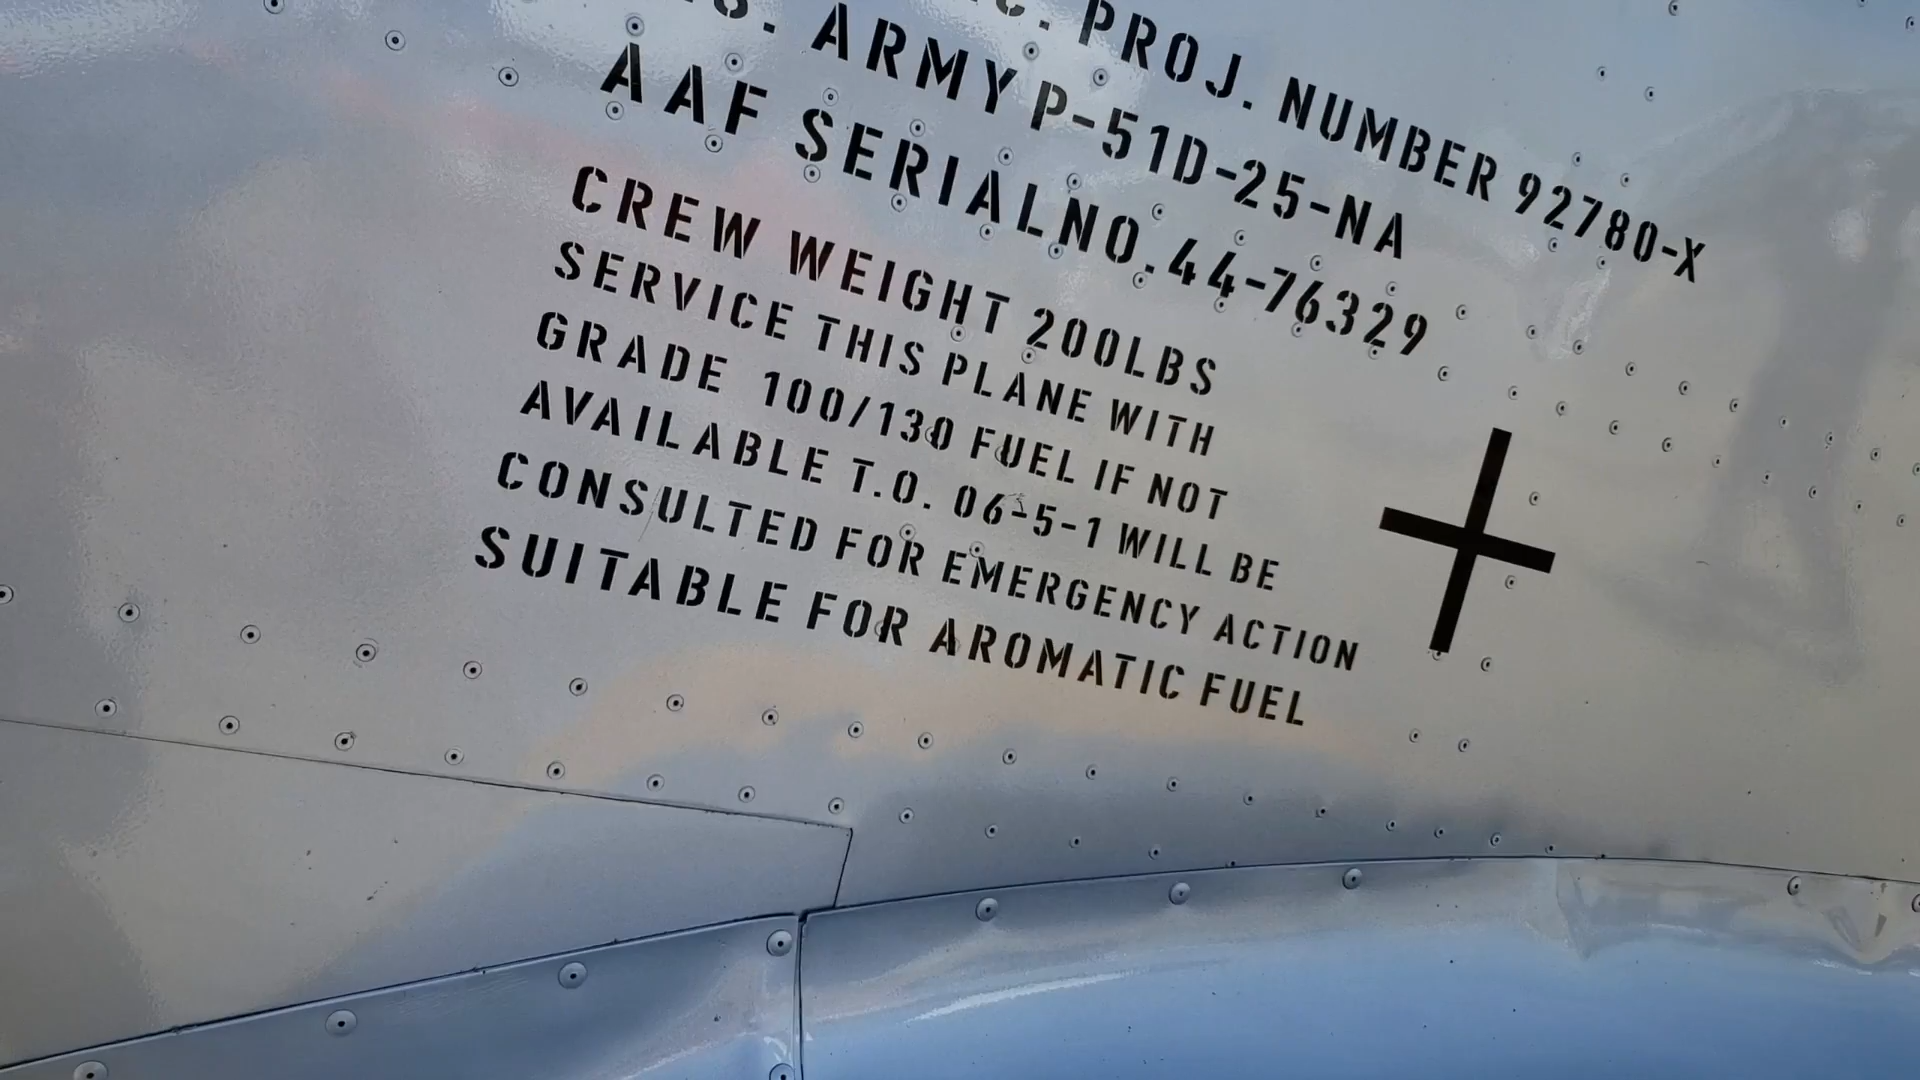 PROJ. NUMBER 92780-X
ARMY P-51D-25-NA
AAF SERIAL NO. 44-76329
CREW WEIGHT 200LBS
SERVICE THIS PLANE WITH
GRADE 100/130 FUEL IF NOT
AVAILABLE T.O. 06-5-1 WILL BE
CONSULTED FOR EMERGENCY ACTION
SUITABLE FOR AROMATIC FUEL